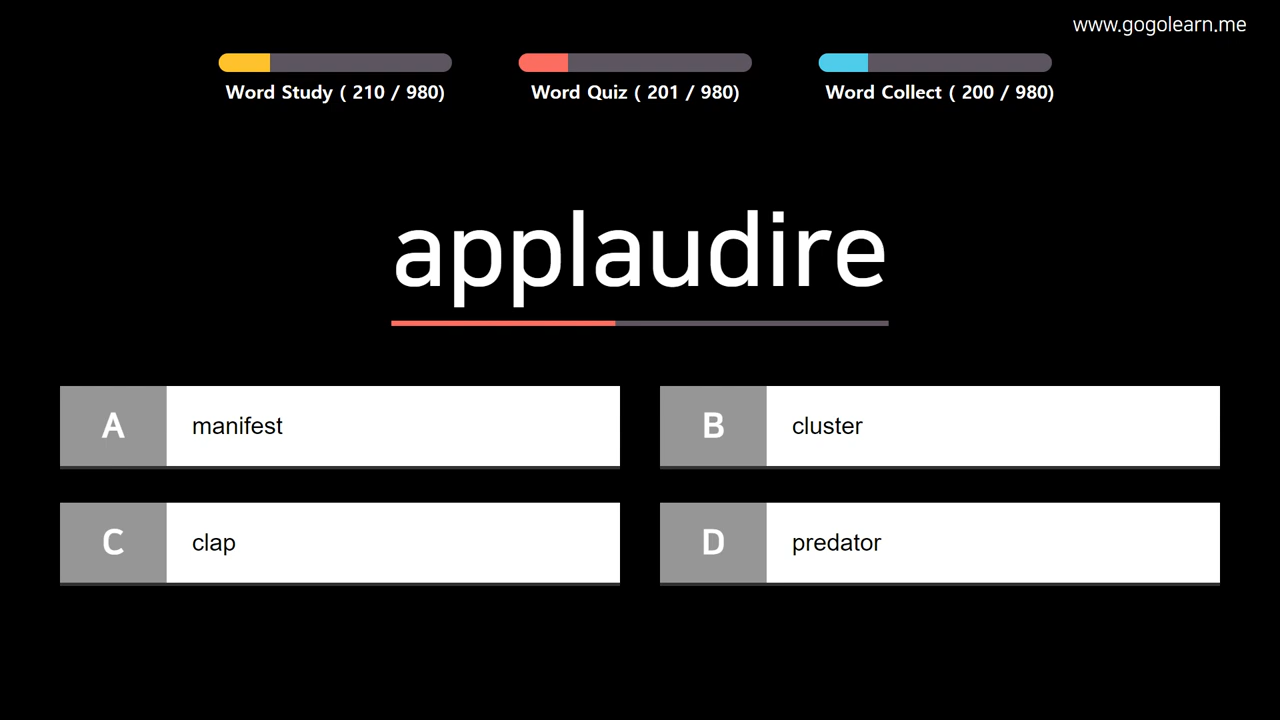 www.gogolearn.me
Word Study ( 210 / 980)
Word Quiz ( 201 / 980)
Word Collect ( 200 / 980)
applaudire
A manifest
B cluster
C clap
D predator